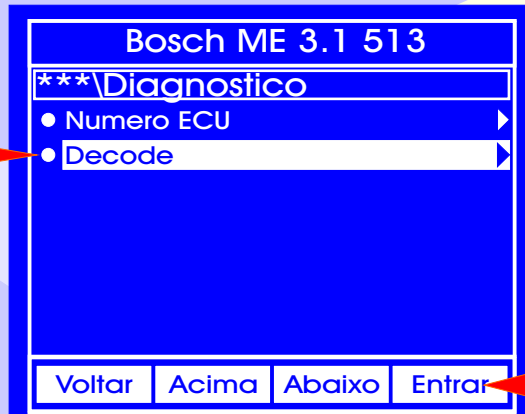 Bosch ME 3.1 513
***\Diagnostico
Numero ECU
Decode
Voltar Acima Abaixo Entrar